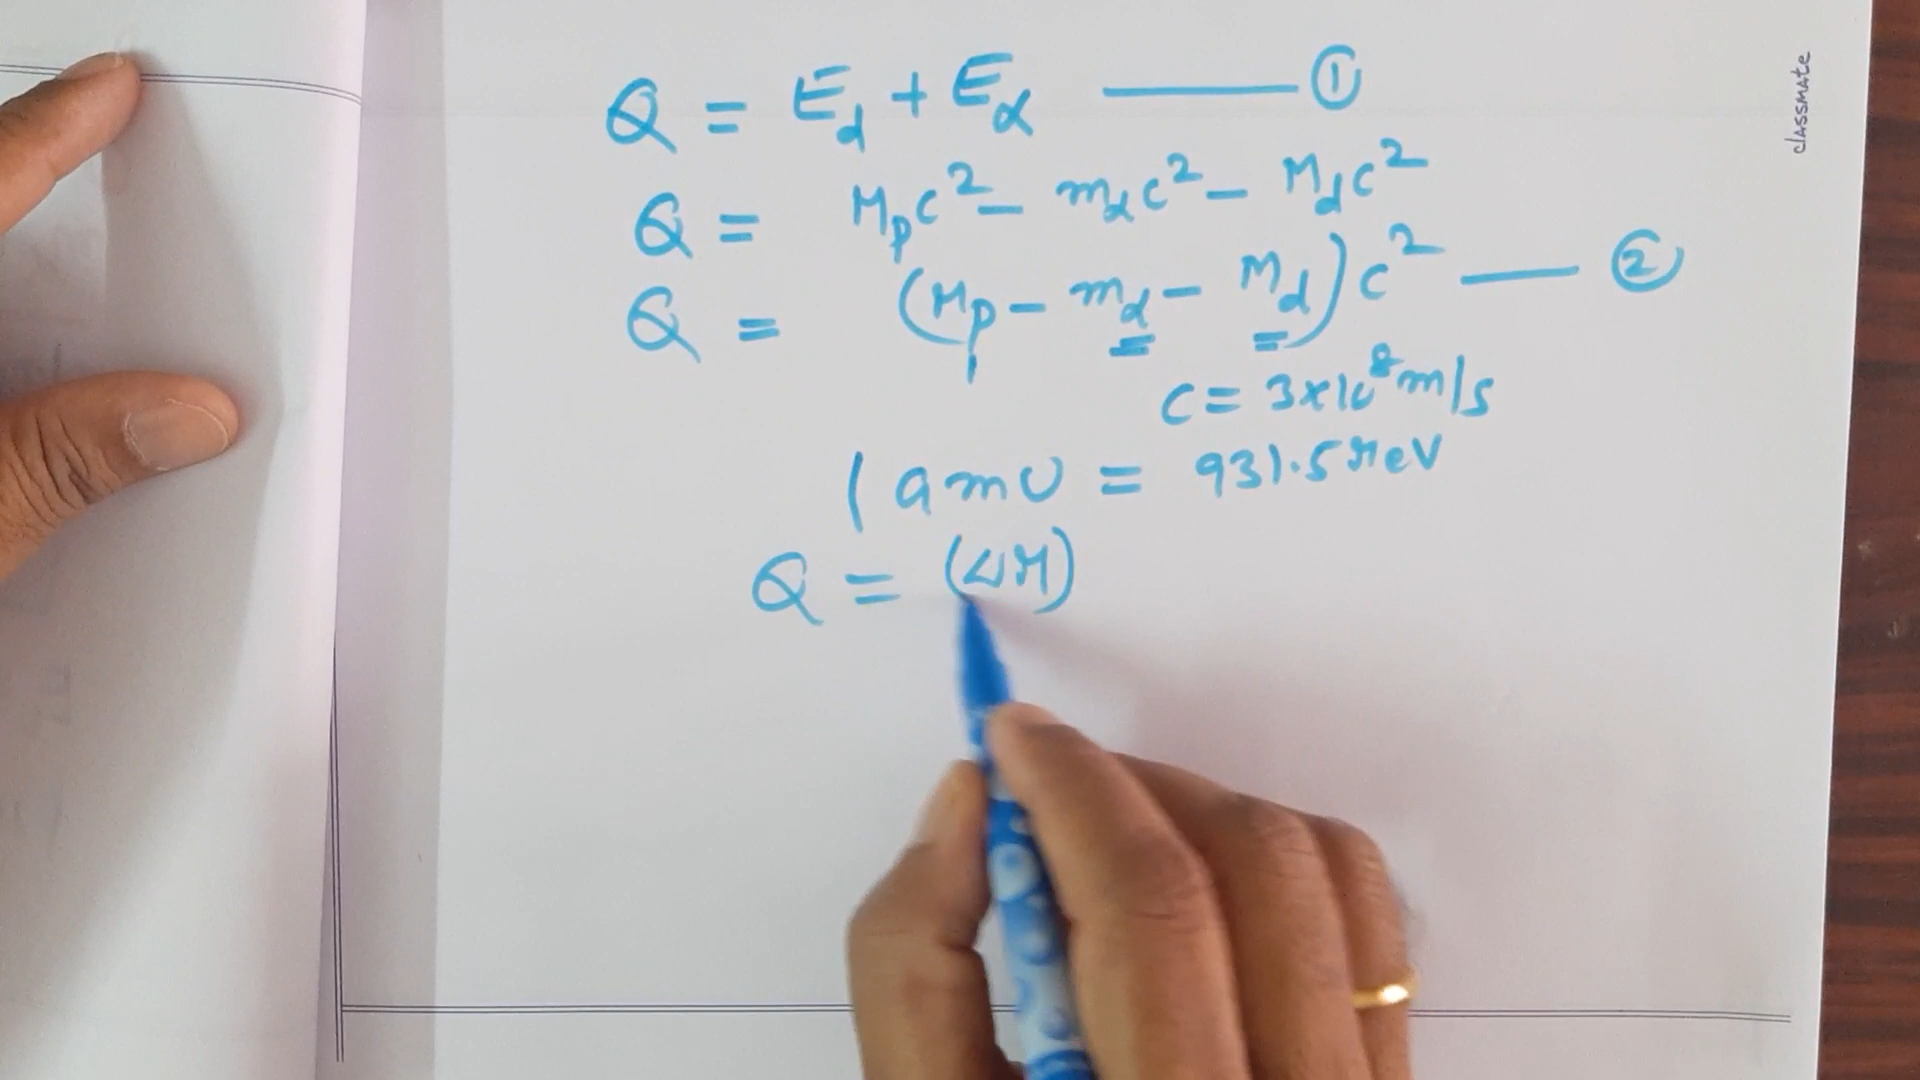 Q = E_d + E_α —— ①
Q = M_p c² - m_α c² - M_d c²
Q = (M_p - m_α - M_d) c² —— ②
c = 3×10⁸ m/s
1 amu = 931.5 MeV
Q = (ΔM)
classmate